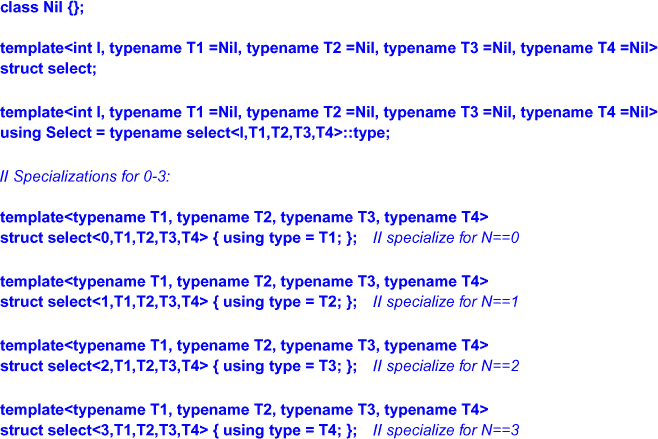 class Nil {};
template<int I, typename T1 =Nil, typename T2 =Nil, typename T3 =Nil, typename T4 =Nil>
struct select;
template<int I, typename T1 =Nil, typename T2 =Nil, typename T3 =Nil, typename T4 =Nil>
using Select = typename select<I,T1,T2,T3,T4>::type;
// Specializations for 0-3:
template<typename T1, typename T2, typename T3, typename T4>
struct select<0,T1,T2,T3,T4> { using type = T1; }; // specialize for N==0
template<typename T1, typename T2, typename T3, typename T4>
struct select<1,T1,T2,T3,T4> { using type = T2; }; // specialize for N==1
template<typename T1, typename T2, typename T3, typename T4>
struct select<2,T1,T2,T3,T4> { using type = T3; }; // specialize for N==2
template<typename T1, typename T2, typename T3, typename T4>
struct select<3,T1,T2,T3,T4> { using type = T4; }; // specialize for N==3